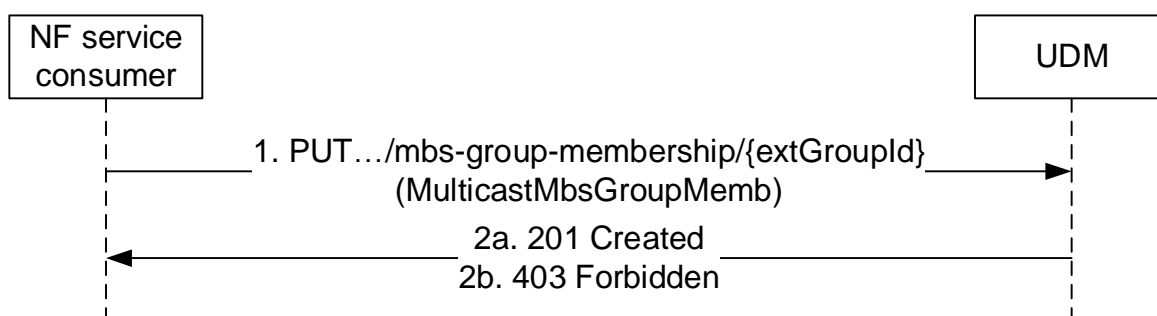 NF service
consumer
UDM
1. PUT…/mbs-group-membership/{extGroupId}
(MulticastMbsGroupMemb)
2a. 201 Created
2b. 403 Forbidden